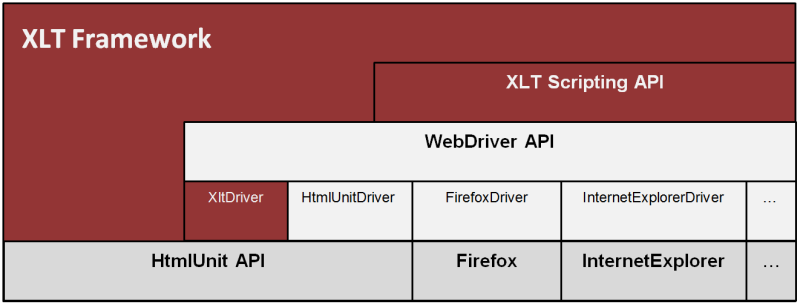 XLT Framework
XLT Scripting API
WebDriver API
XltDriver
HtmlUnitDriver
FirefoxDriver
InternetExplorerDriver
...
HtmlUnit API
Firefox
InternetExplorer
...